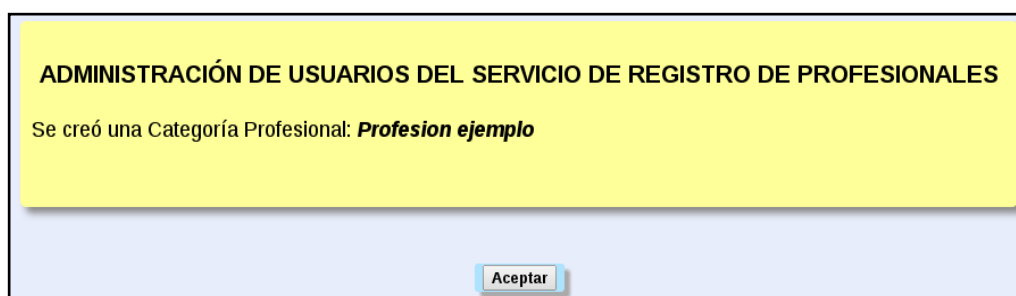 ADMINISTRACIÓN DE USUARIOS DEL SERVICIO DE REGISTRO DE PROFESIONALES
Se creó una Categoría Profesional: Profesion ejemplo
Aceptar